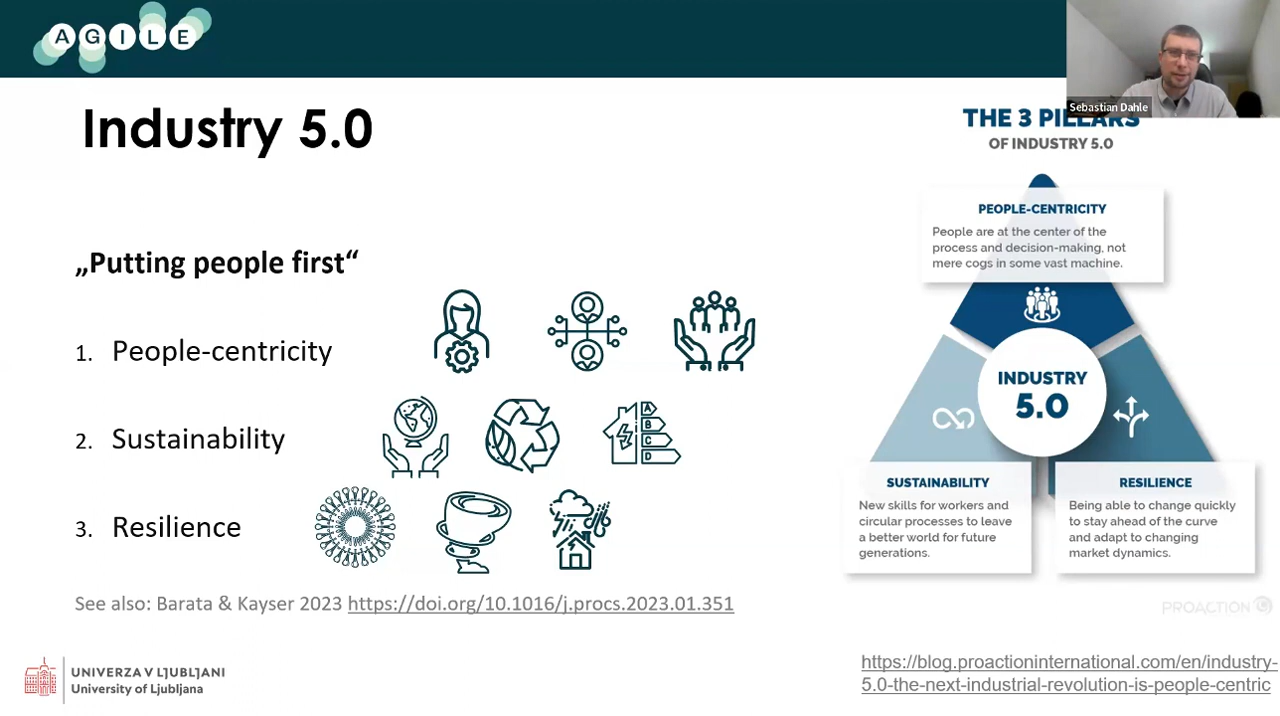 AGILE
Sebastian Dahle
Industry 5.0
„Putting people first“
1. People-centricity
2. Sustainability
A
B
C
D
3. Resilience
See also: Barata & Kayser 2023 https://doi.org/10.1016/j.procs.2023.01.351
THE 3 PILLARS
OF INDUSTRY 5.0
PEOPLE-CENTRICITY
People are at the center of the
process and decision-making, not
mere cogs in some vast machine.
INDUSTRY
5.0
SUSTAINABILITY
New skills for workers and
circular processes to leave
a better world for future
generations.
RESILIENCE
Being able to change quickly
to stay ahead of the curve
and adapt to changing
market dynamics.
PROACTION
UNIVERZA V LJUBLJANI
University of Ljubljana
https://blog.proactioninternational.com/en/industry-
5.0-the-next-industrial-revolution-is-people-centric